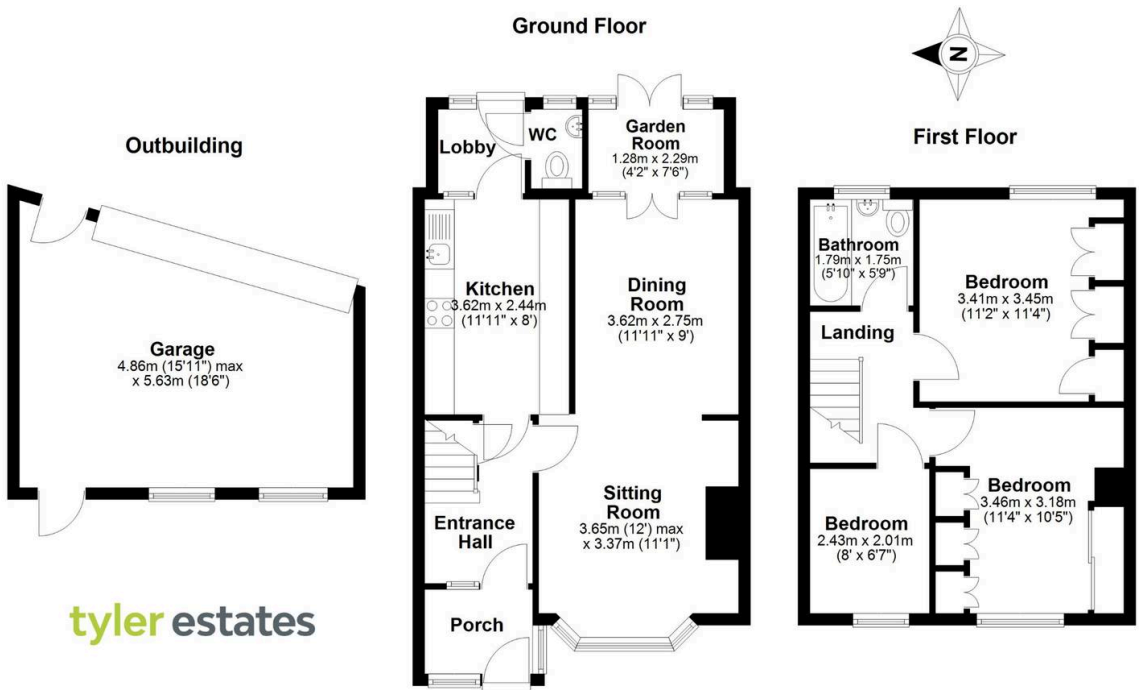 Ground Floor
N
Outbuilding
First Floor
Lobby
WC
Garden
Room
1.28m x 2.29m
(4'2" x 7'6")
Kitchen
3.62m x 2.44m
(11'11" x 8')
Dining
Room
3.62m x 2.75m
(11'11" x 9')
Bathroom
1.79m x 1.75m
(5'10" x 5'9")
Bedroom
3.41m x 3.45m
(11'2" x 11'4")
Landing
Garage
4.86m (15'11") max
x 5.63m (18'6")
Sitting
Room
3.65m (12') max
x 3.37m (11'1")
Entrance
Hall
Bedroom
3.46m x 3.18m
(11'4" x 10'5")
Bedroom
2.43m x 2.01m
(8' x 6'7")
Porch
tyler estates